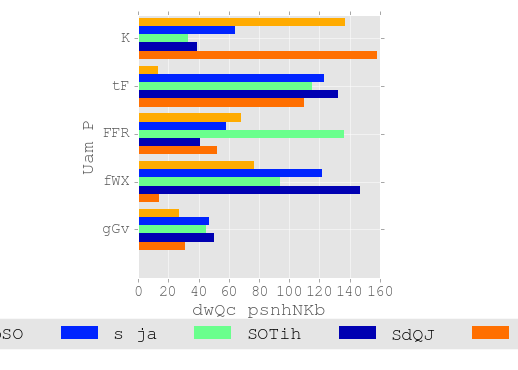 K
tF
FFR
fWX
gGv
Uam P
0 20 40 60 80 100 120 140 160
dwQc psnhNKb
SO s ja SOTih SdQJ